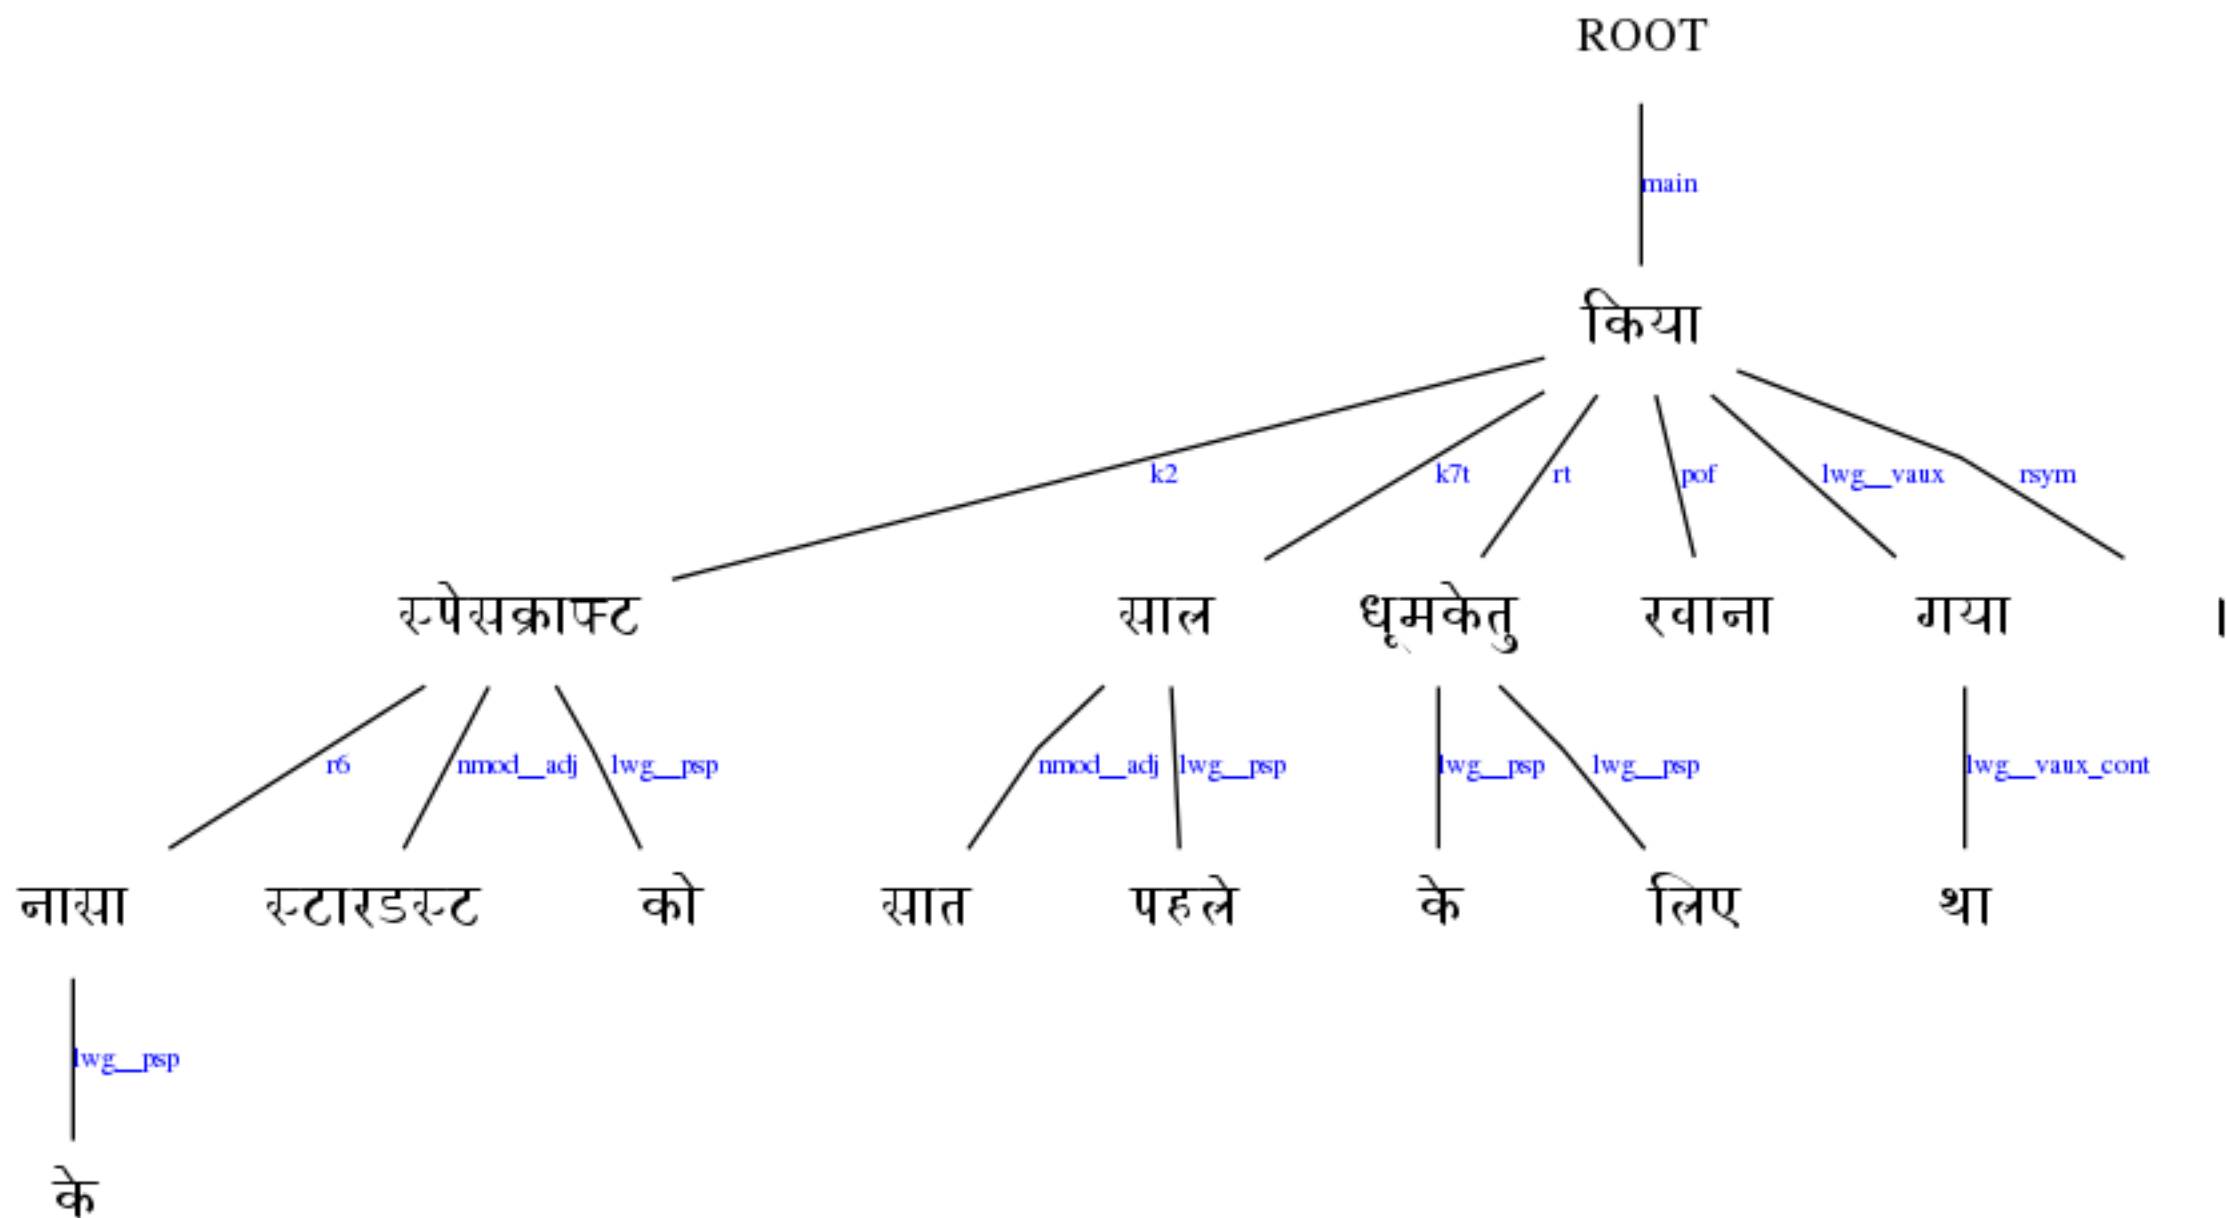 ROOT
main
किया
k2 k7t rt pof lwg__vaux rsym
स्पेसक्राफ्ट साल धूमकेतु रवाना गया ।
r6 nmod__adj lwg__psp nmod__adj lwg__psp lwg__psp lwg__psp lwg__vaux_cont
नासा स्टारडस्ट को सात पहले के लिए था
lwg__psp
के